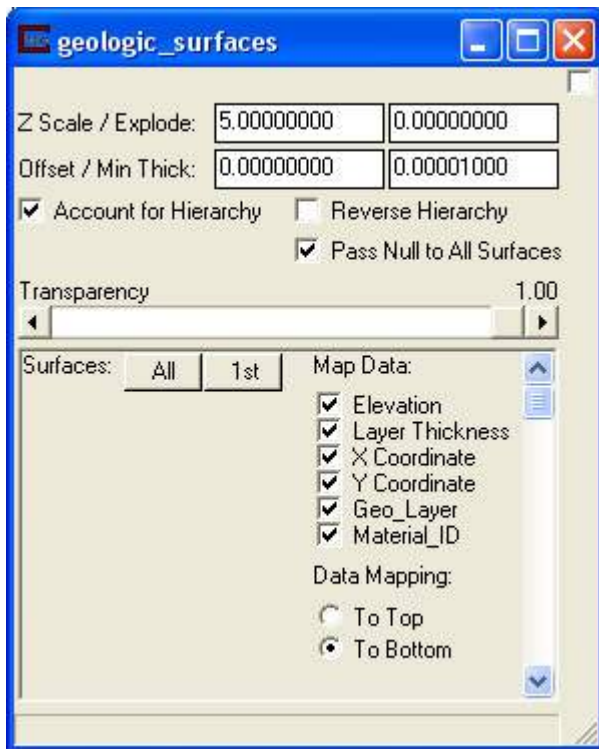 geologic_surfaces
Z Scale / Explode: 5.00000000 0.00000000
Offset / Min Thick: 0.00000000 0.00001000
Account for Hierarchy Reverse Hierarchy
Pass Null to All Surfaces
Transparency 1.00
Surfaces: All 1st Map Data:
Elevation
Layer Thickness
X Coordinate
Y Coordinate
Geo_Layer
Material_ID
Data Mapping:
To Top
To Bottom